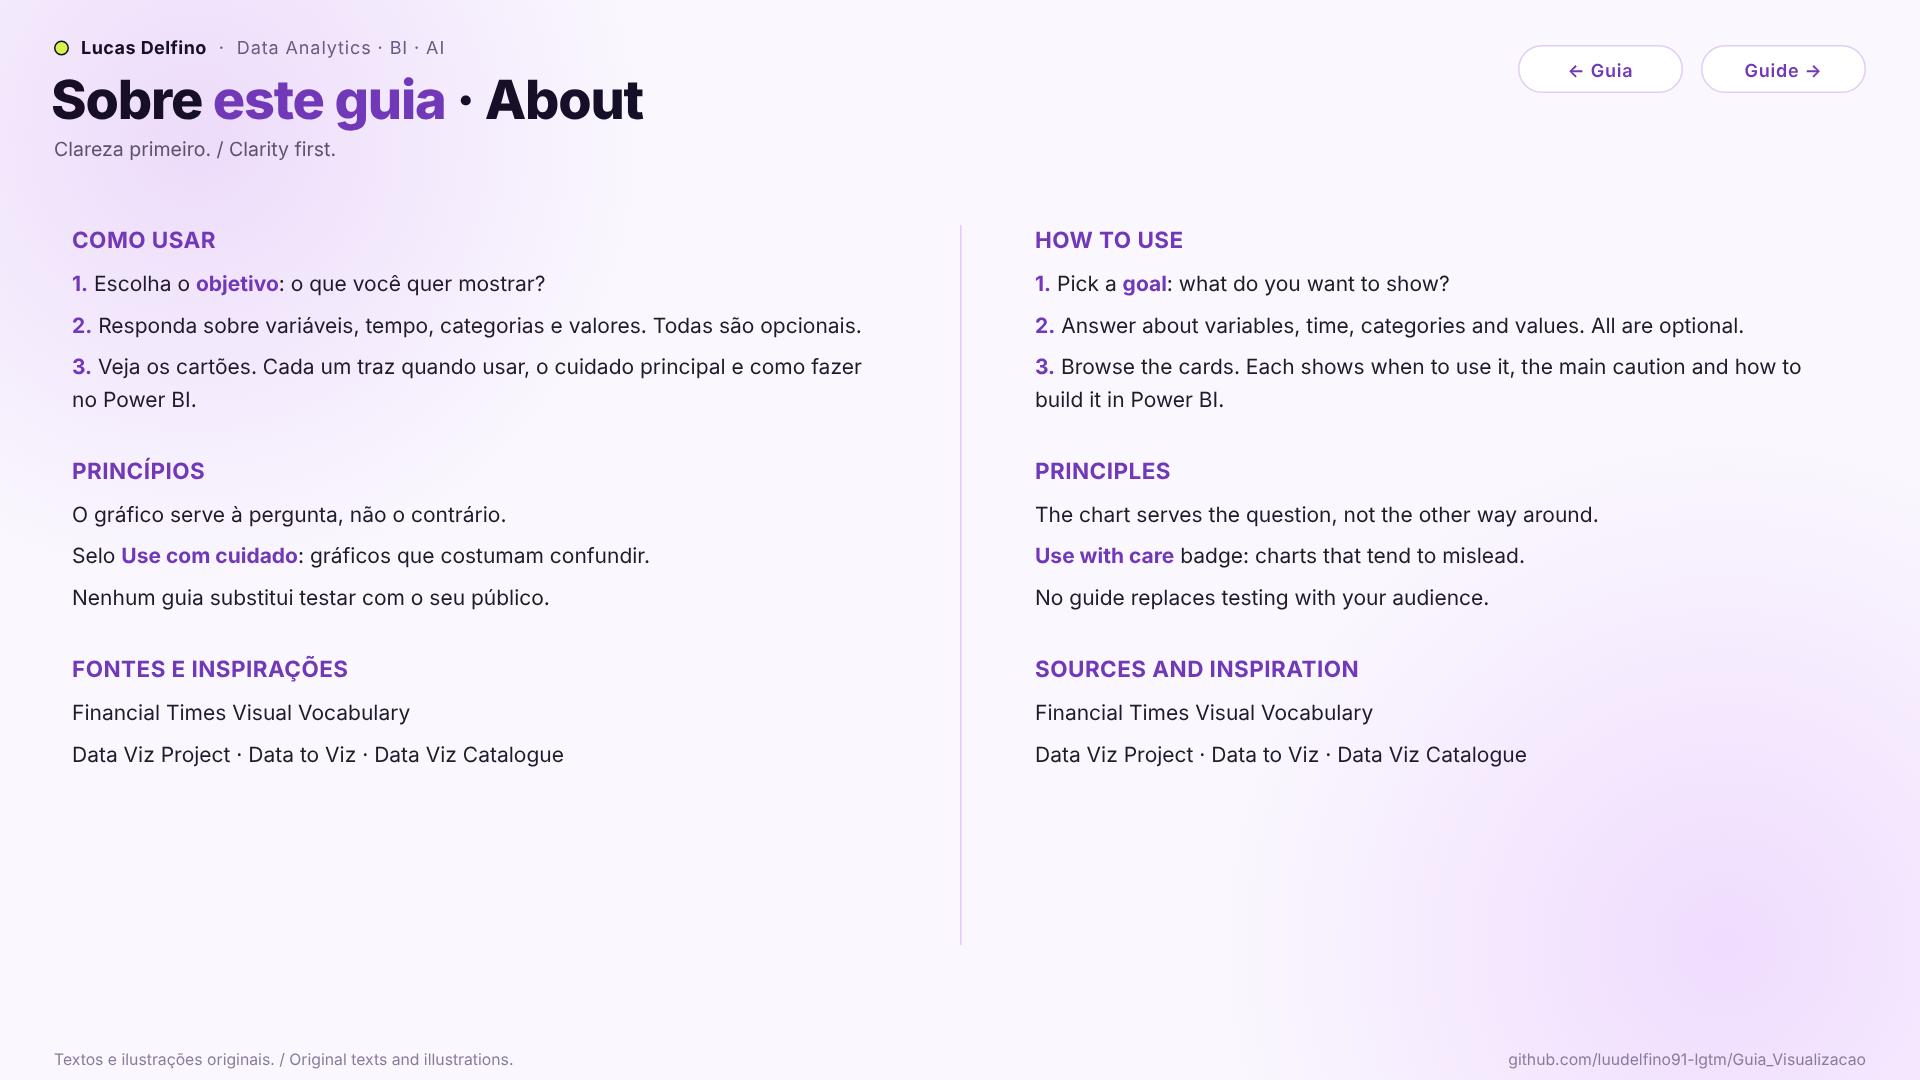 Lucas Delfino · Data Analytics · BI · AI
← Guia
Guide →
Sobre este guia · About
Clareza primeiro. / Clarity first.
COMO USAR
1. Escolha o objetivo: o que você quer mostrar?
2. Responda sobre variáveis, tempo, categorias e valores. Todas são opcionais.
3. Veja os cartões. Cada um traz quando usar, o cuidado principal e como fazer
no Power BI.
PRINCÍPIOS
O gráfico serve à pergunta, não o contrário.
Selo Use com cuidado: gráficos que costumam confundir.
Nenhum guia substitui testar com o seu público.
FONTES E INSPIRAÇÕES
Financial Times Visual Vocabulary
Data Viz Project · Data to Viz · Data Viz Catalogue
HOW TO USE
1. Pick a goal: what do you want to show?
2. Answer about variables, time, categories and values. All are optional.
3. Browse the cards. Each shows when to use it, the main caution and how to
build it in Power BI.
PRINCIPLES
The chart serves the question, not the other way around.
Use with care badge: charts that tend to mislead.
No guide replaces testing with your audience.
SOURCES AND INSPIRATION
Financial Times Visual Vocabulary
Data Viz Project · Data to Viz · Data Viz Catalogue
Textos e ilustrações originais. / Original texts and illustrations.
github.com/luudelfino91-lgtm/Guia_Visualizacao